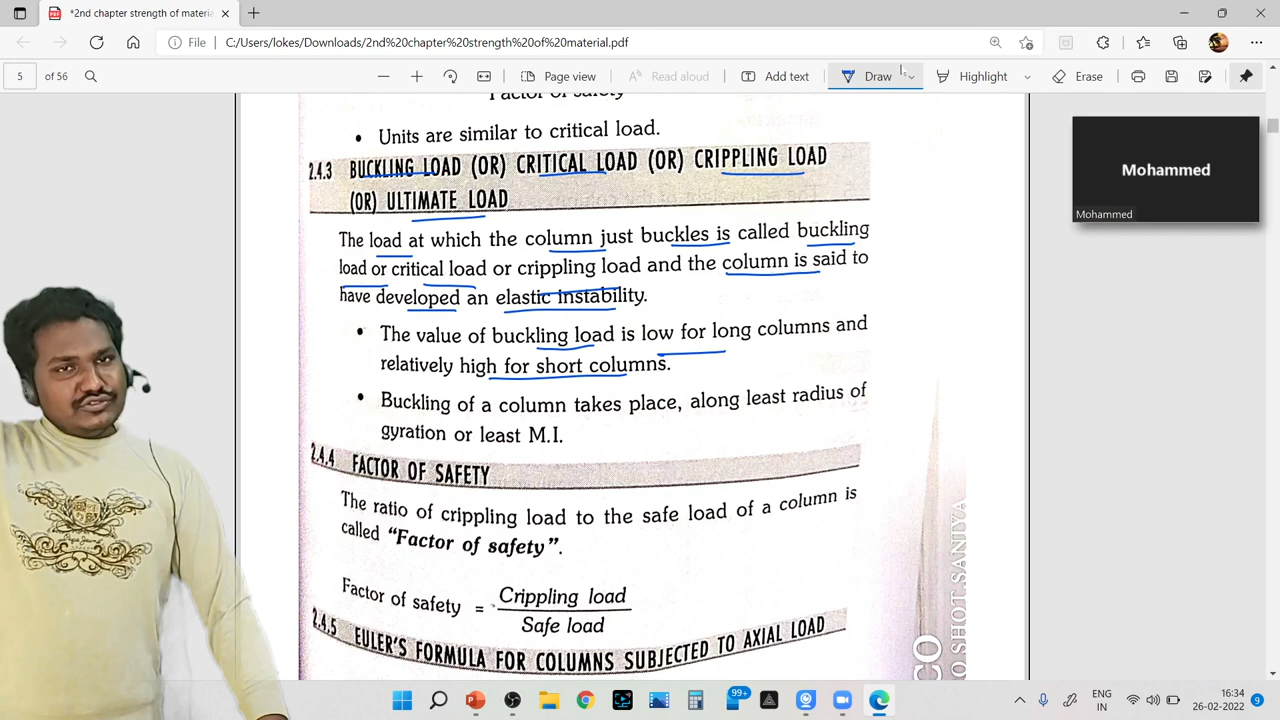 *2nd chapter strength of materia
File
C:/Users/lokes/Downloads/2nd%20chapter%20strength%20of%20material.pdf
5 of 56
Page view
Read aloud
Add text
Draw
Highlight
Erase
Factor of safety
• Units are similar to critical load.
2.4.3 BUCKLING LOAD (OR) CRITICAL LOAD (OR) CRIPPLING LOAD
(OR) ULTIMATE LOAD
The load at which the column just buckles is called buckling
load or critical load or crippling load and the column is said to
have developed an elastic instability.
• The value of buckling load is low for long columns and
relatively high for short columns.
• Buckling of a column takes place, along least radius of
gyration or least M.I.
2.4.4 FACTOR OF SAFETY
The ratio of crippling load to the safe load of a column is
called "Factor of safety".
Factor of safety = Crippling load
Safe load
2.4.5 EULER'S FORMULA FOR COLUMNS SUBJECTED TO AXIAL LOAD
CO
O SHOT.SANIYA
Mohammed
Mohammed
99+
ENG
IN
16:34
26-02-2022
9